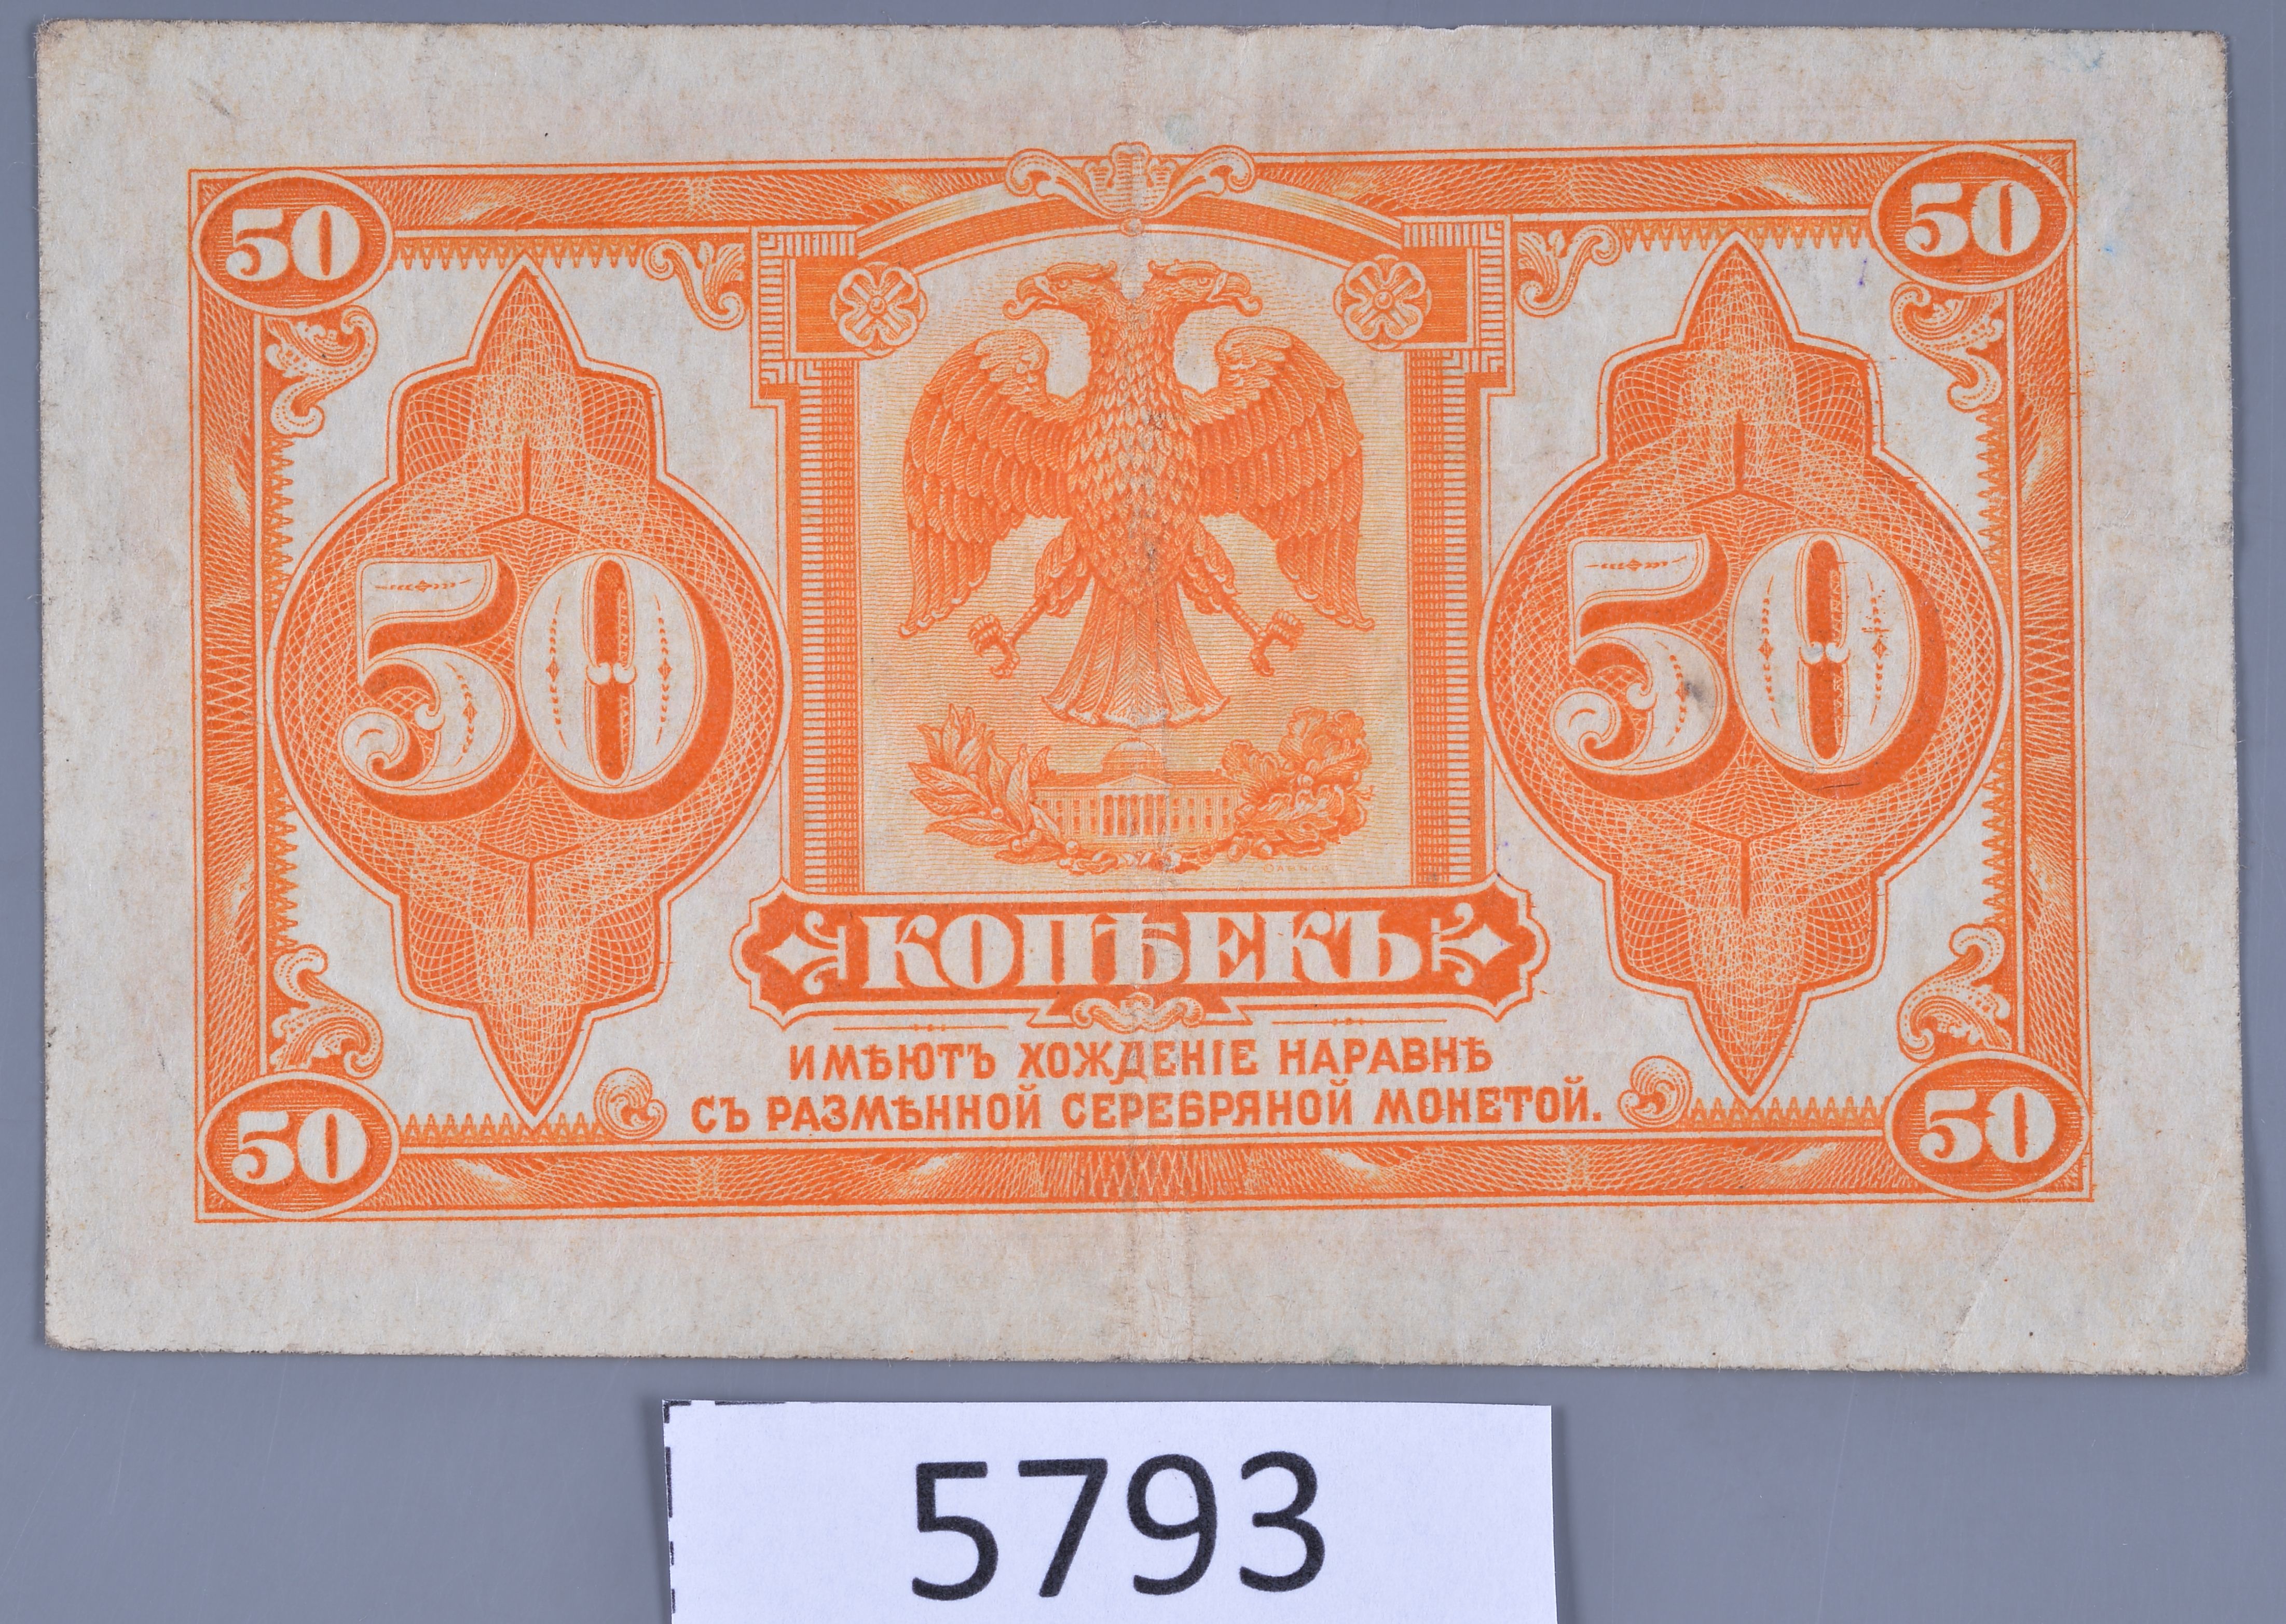 50 50
50 50
КОПѢЕКЪ
ИМѢЮТЪ ХОЖДЕНІЕ НАРАВНѢ
СЪ РАЗМѢННОЙ СЕРЕБРЯНОЙ МОНЕТОЙ.
50 50
5793